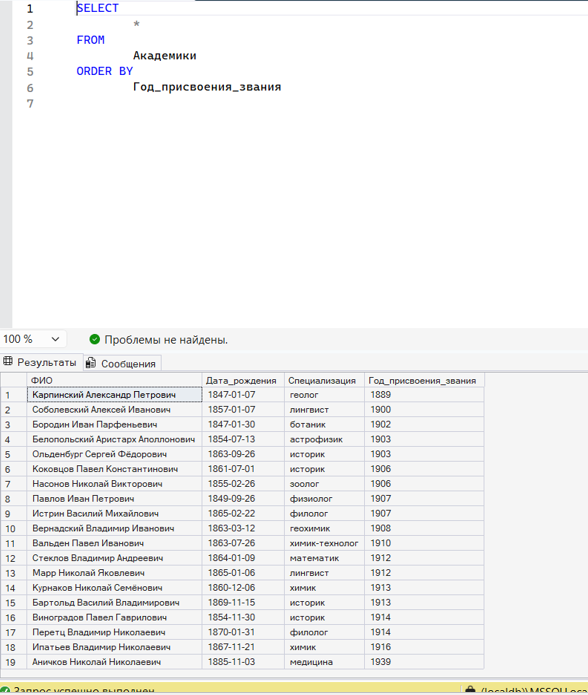 1 SELECT
2 *
3 FROM
4 Академики
5 ORDER BY
6 Год_присвоения_звания
7
100 %
Проблемы не найдены.
Результаты Сообщения
ФИО Дата_рождения Специализация Год_присвоения_звания
1 Карпинский Александр Петрович 1847-01-07 геолог 1889
2 Соболевский Алексей Иванович 1857-01-07 лингвист 1900
3 Бородин Иван Парфеньевич 1847-01-30 ботаник 1902
4 Белопольский Аристарх Аполлонович 1854-07-13 астрофизик 1903
5 Ольденбург Сергей Фёдорович 1863-09-26 историк 1903
6 Коковцов Павел Константинович 1861-07-01 историк 1906
7 Насонов Николай Викторович 1855-02-26 зоолог 1906
8 Павлов Иван Петрович 1849-09-26 физиолог 1907
9 Истрин Василий Михайлович 1865-02-22 филолог 1907
10 Вернадский Владимир Иванович 1863-03-12 геохимик 1908
11 Вальден Павел Иванович 1863-07-26 химик-технолог 1910
12 Стеклов Владимир Андреевич 1864-01-09 математик 1912
13 Марр Николай Яковлевич 1865-01-06 лингвист 1912
14 Курнаков Николай Семёнович 1860-12-06 химик 1913
15 Бартольд Василий Владимирович 1869-11-15 историк 1913
16 Виноградов Павел Гаврилович 1854-11-30 историк 1914
17 Перетц Владимир Николаевич 1870-01-31 филолог 1914
18 Ипатьев Владимир Николаевич 1867-11-21 химик 1916
19 Аничков Николай Николаевич 1885-11-03 медицина 1939
Запрос успешно выполнен (localdb)\MSSQLLoca